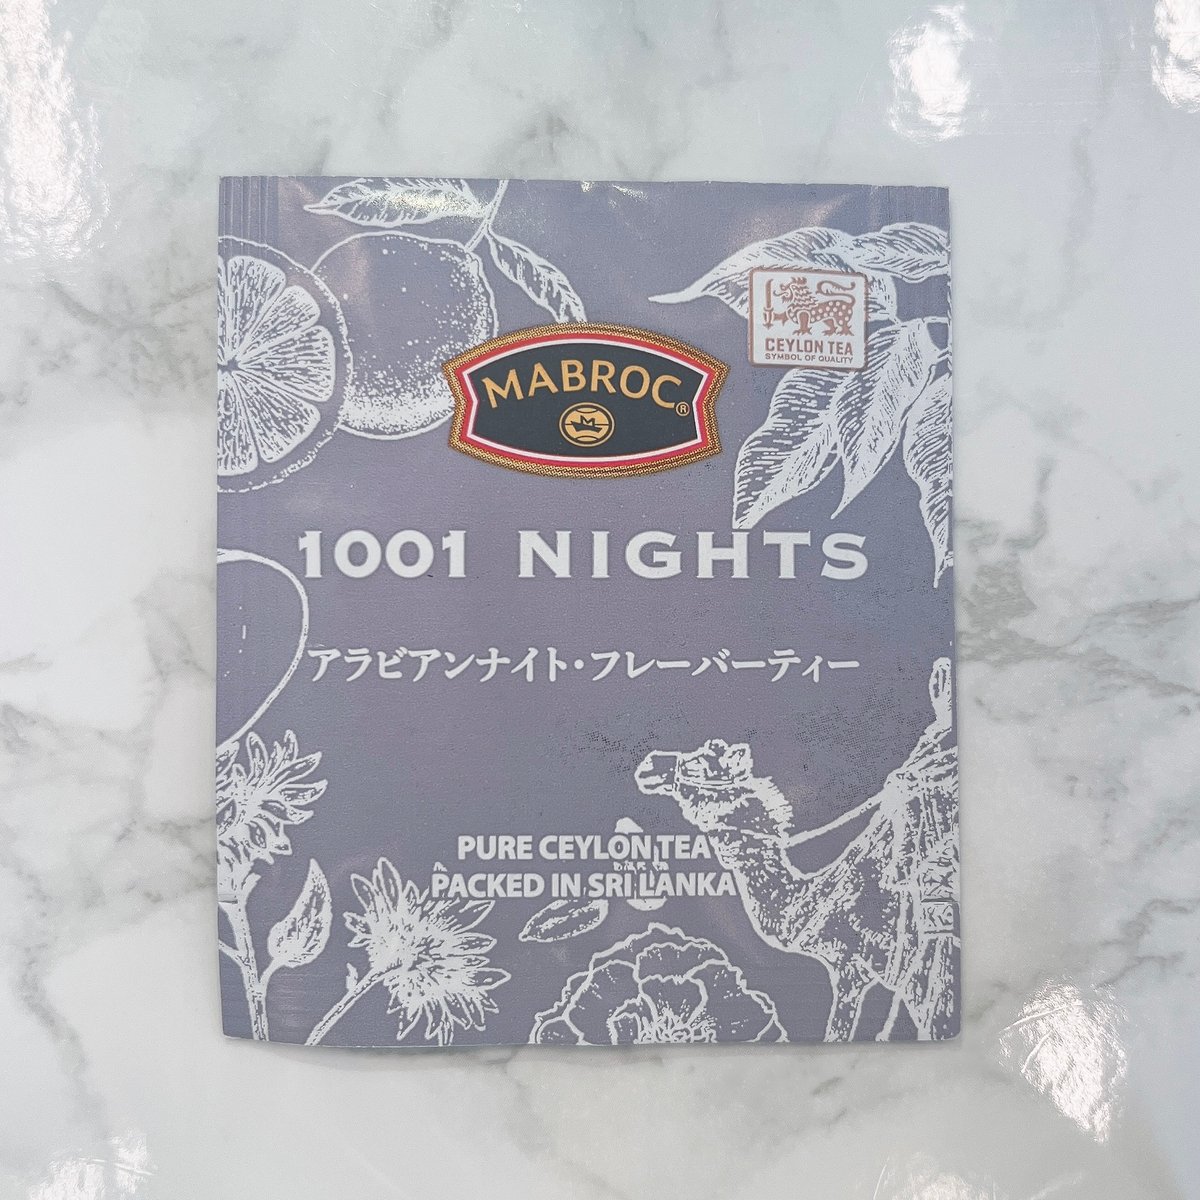 CEYLON TEA
SYMBOL OF QUALITY
MABROC®
1001 NIGHTS
アラビアンナイト・フレーバーティー
PURE CEYLON TEA
PACKED IN SRI LANKA